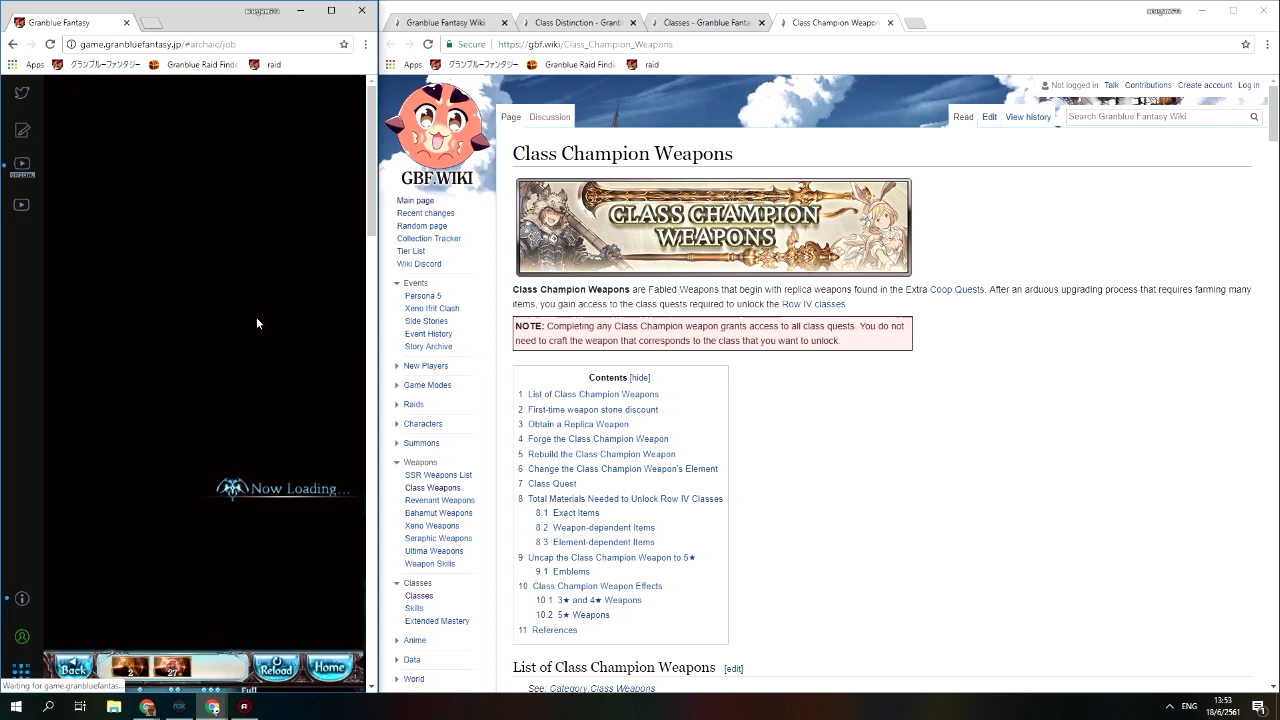 Granblue Fantasy
game.granbluefantasy.jp/#archaic/job
Apps グランブルーファンタジー Granblue Raid Finde raid
Now Loading...
Back 2 27 Reload Home
Waiting for game.granbluefantas...
Full
Granblue Fantasy Wiki
Class Distinction - Granb
Classes - Granblue Fanta
Class Champion Weapon
Secure https://gbf.wiki/Class_Champion_Weapons
Apps グランブルーファンタジー Granblue Raid Finde raid
Not logged in Talk Contributions Create account Log in
Page Discussion Read Edit View history Search Granblue Fantasy Wiki
GBF.WIKI
Main page
Recent changes
Random page
Collection Tracker
Tier List
Wiki Discord
Events
Persona 5
Xeno Ifrit Clash
Side Stories
Event History
Story Archive
New Players
Game Modes
Raids
Characters
Summons
Weapons
SSR Weapons List
Class Weapons
Revenant Weapons
Bahamut Weapons
Xeno Weapons
Seraphic Weapons
Ultima Weapons
Weapon Skills
Classes
Classes
Skills
Extended Mastery
Anime
Data
World
Class Champion Weapons
CLASS CHAMPION
WEAPONS
Class Champion Weapons are Fabled Weapons that begin with replica weapons found in the Extra Coop Quests. After an arduous upgrading process that requires farming many
items, you gain access to the class quests required to unlock the Row IV classes.
NOTE: Completing any Class Champion weapon grants access to all class quests. You do not
need to craft the weapon that corresponds to the class that you want to unlock.
Contents [hide]
1 List of Class Champion Weapons
2 First-time weapon stone discount
3 Obtain a Replica Weapon
4 Forge the Class Champion Weapon
5 Rebuild the Class Champion Weapon
6 Change the Class Champion Weapon's Element
7 Class Quest
8 Total Materials Needed to Unlock Row IV Classes
8.1 Exact Items
8.2 Weapon-dependent Items
8.3 Element-dependent Items
9 Uncap the Class Champion Weapon to 5★
9.1 Emblems
10 Class Champion Weapon Effects
10.1 3★ and 4★ Weapons
10.2 5★ Weapons
11 References
List of Class Champion Weapons [edit]
See: Category:Class Weapons
ENG
13:53
18/6/2561